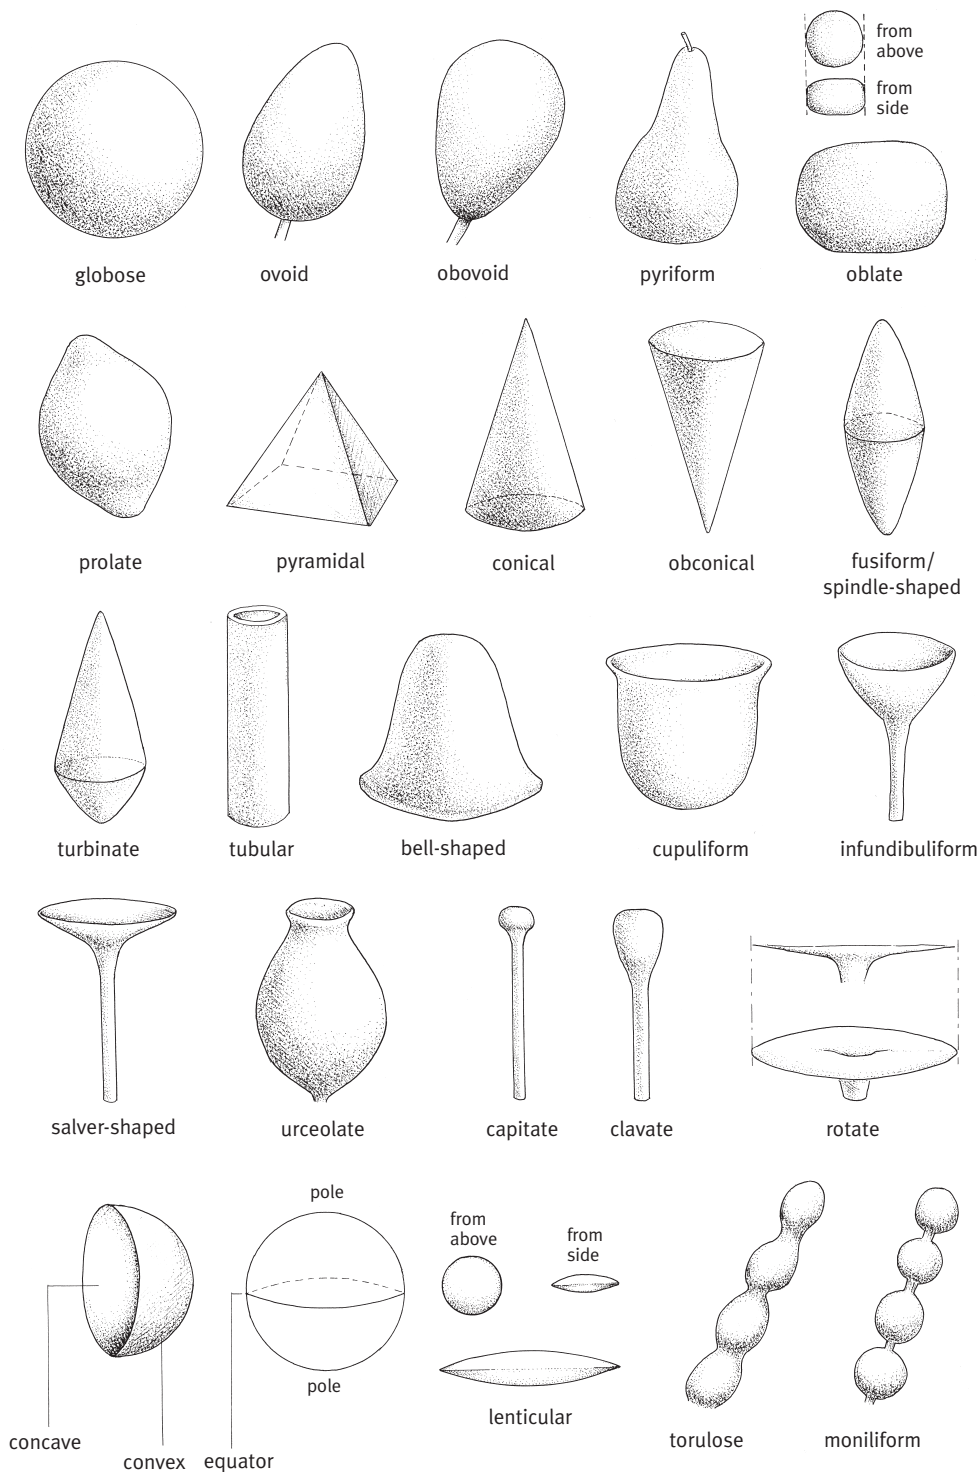 from
above
from
side
globose
ovoid
obovoid
pyriform
oblate
prolate
pyramidal
conical
obconical
fusiform/
spindle-shaped
turbinate
tubular
bell-shaped
cupuliform
infundibuliform
salver-shaped
urceolate
capitate
clavate
rotate
pole
from
above
from
side
pole
lenticular
concave
convex
equator
torulose
moniliform